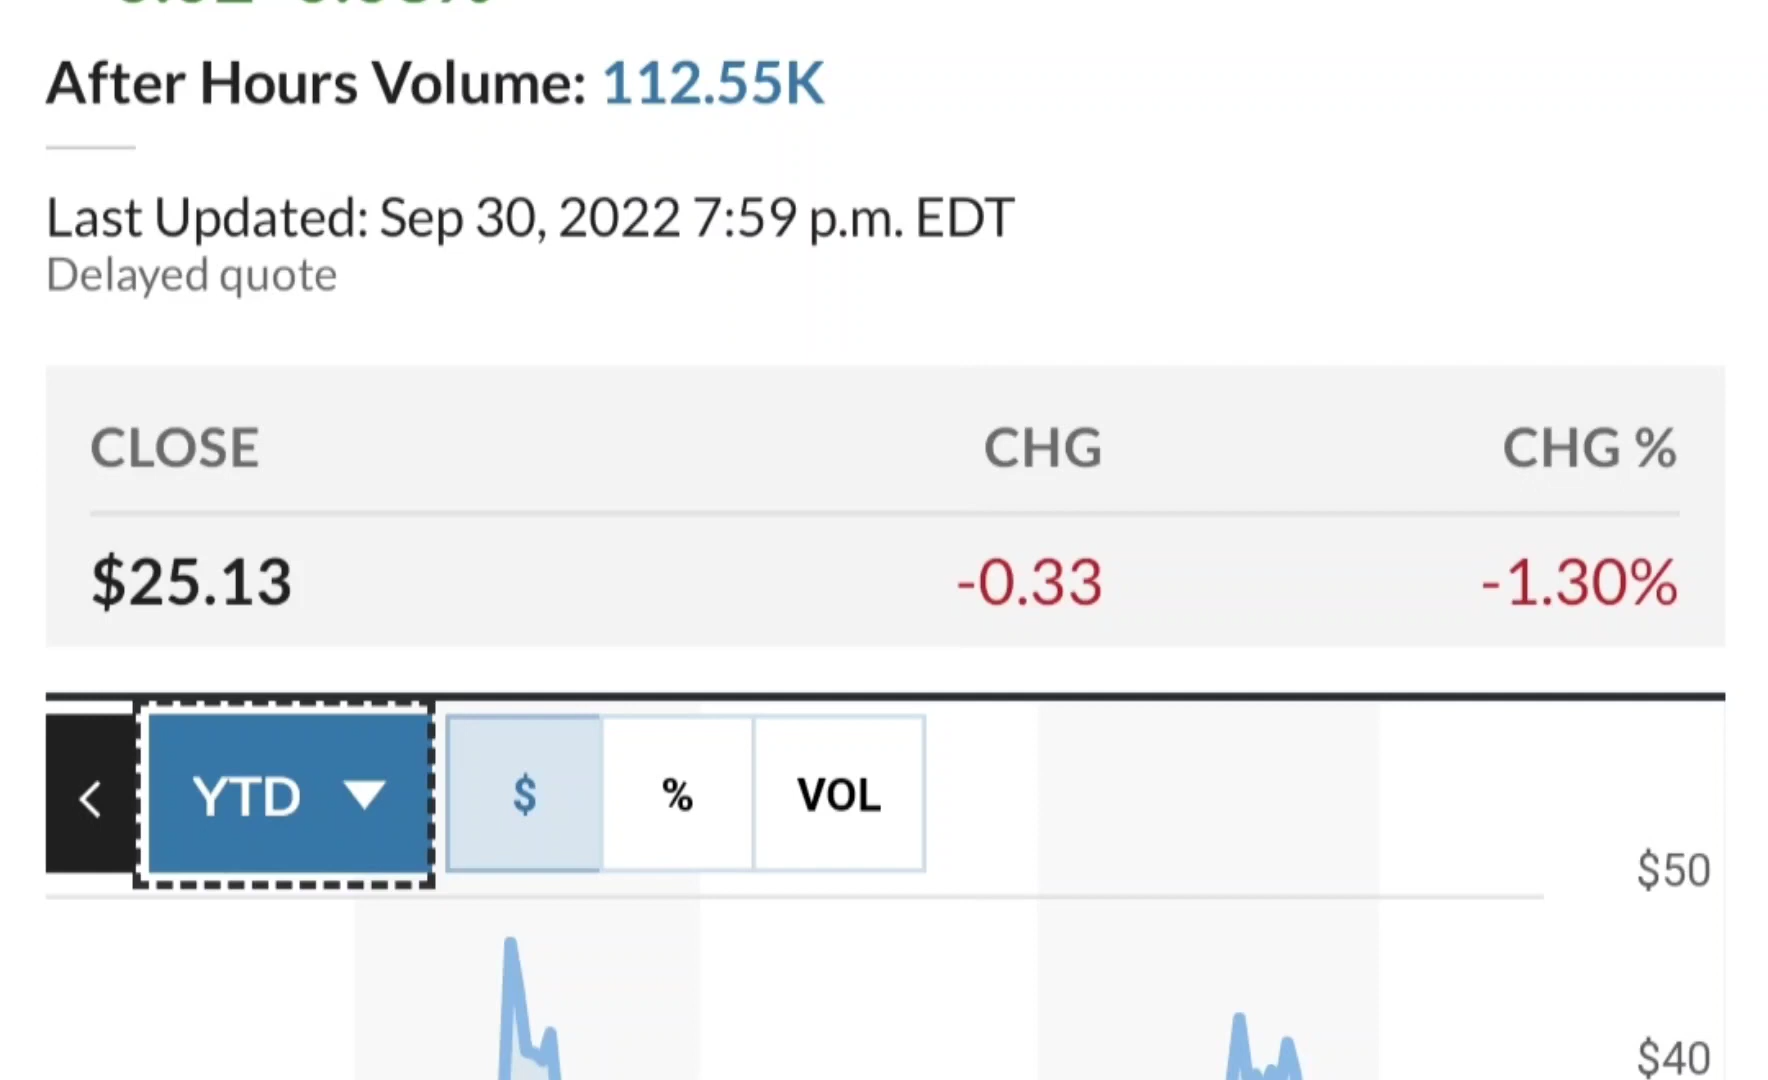 After Hours Volume: 112.55K
Last Updated: Sep 30, 2022 7:59 p.m. EDT
Delayed quote
CLOSE CHG CHG %
$25.13 -0.33 -1.30%
YTD $ % VOL
$50
$40